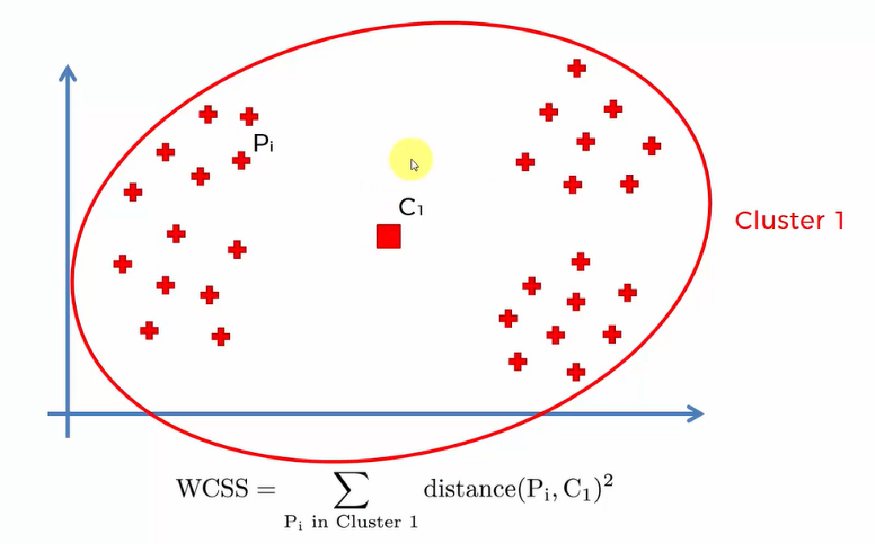 Pᵢ
C₁
Cluster 1
WCSS = ∑ distance(Pᵢ, C₁)²
Pᵢ in Cluster 1